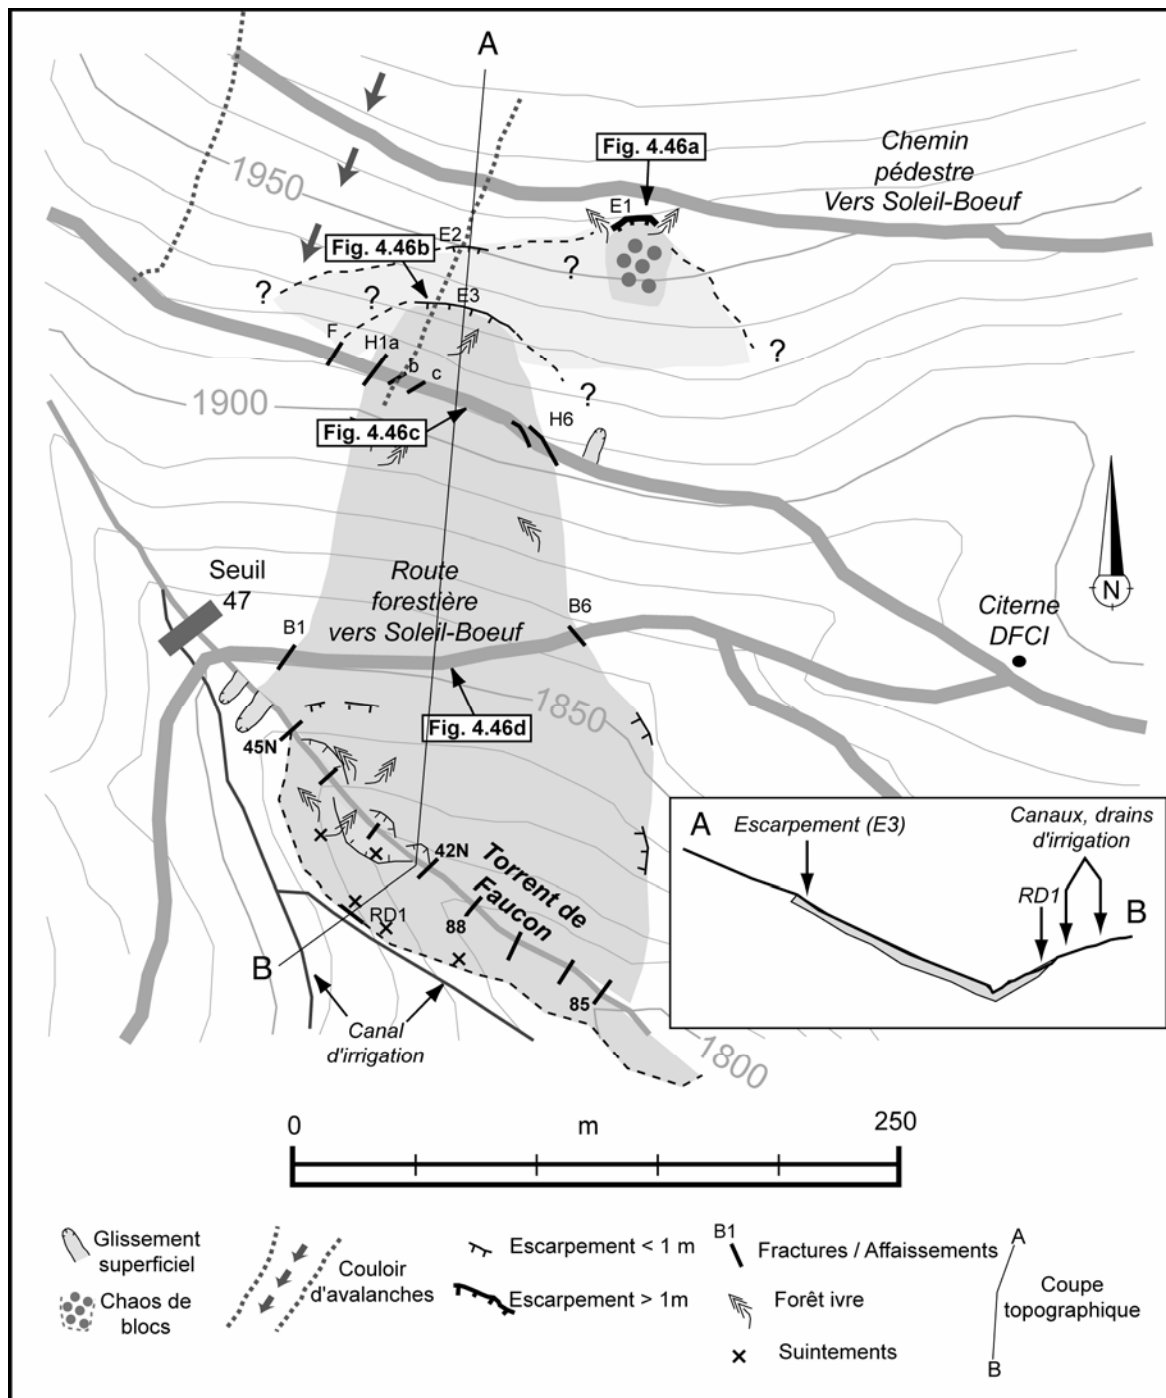 A
Fig. 4.46a
Chemin
pédestre
Vers Soleil-Boeuf
1950
E1
E2
Fig. 4.46b
?
?
?
E3
F
H1a
b
c
?
?
1900
Fig. 4.46c
H6
Seuil
47
Route
forestière
vers Soleil-Boeuf
B1
B6
N
Citerne
DFCI
1850
Fig. 4.46d
45N
42N
Torrent de
Faucon
RD1
88
85
B
Canal
d'irrigation
1800
A
Escarpement (E3)
Canaux, drains
d'irrigation
RD1
B
0
m
250
Glissement
superficiel
Chaos de
blocs
Couloir
d'avalanches
Escarpement < 1 m
Escarpement > 1m
B1
Fractures / Affaissements
Forêt ivre
Suintements
A
Coupe
topographique
B